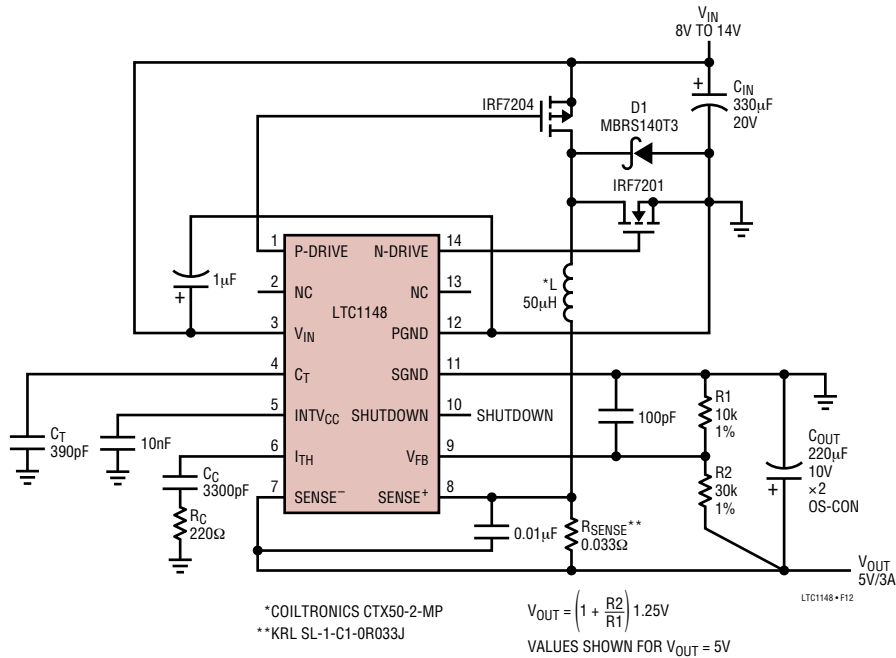 V_IN
8V TO 14V
IRF7204
D1
MBRS140T3
+
C_IN
330μF
20V
IRF7201
1μF
+
1
P-DRIVE
N-DRIVE
14
2
NC
NC
13
LTC1148
3
V_IN
PGND
12
*L
50μH
4
C_T
SGND
11
5
INTV_CC
SHUTDOWN
10
SHUTDOWN
6
I_TH
V_FB
9
7
SENSE⁻
SENSE⁺
8
C_T
390pF
10nF
C_C
3300pF
R_C
220Ω
100pF
R1
10k
1%
R2
30k
1%
C_OUT
220μF
10V
×2
OS-CON
+
0.01μF
R_SENSE**
0.033Ω
V_OUT
5V/3A
LTC1148 • F12
*COILTRONICS CTX50-2-MP
**KRL SL-1-C1-0R033J
V_OUT = (1 + R2/R1) 1.25V
VALUES SHOWN FOR V_OUT = 5V